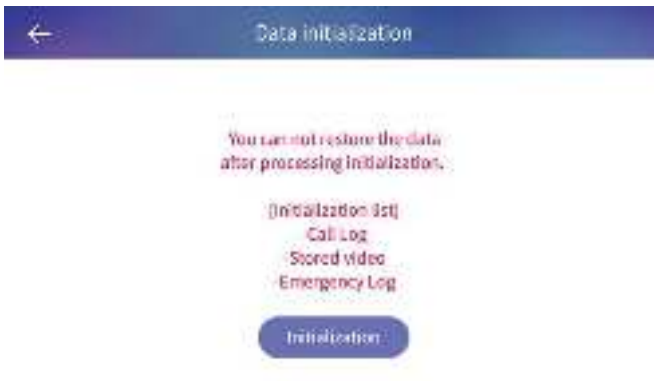 Data initialization
You can not restore the data
after processing initialization.
[Initialization list]
Call Log
Stored video
Emergency Log
Initialization